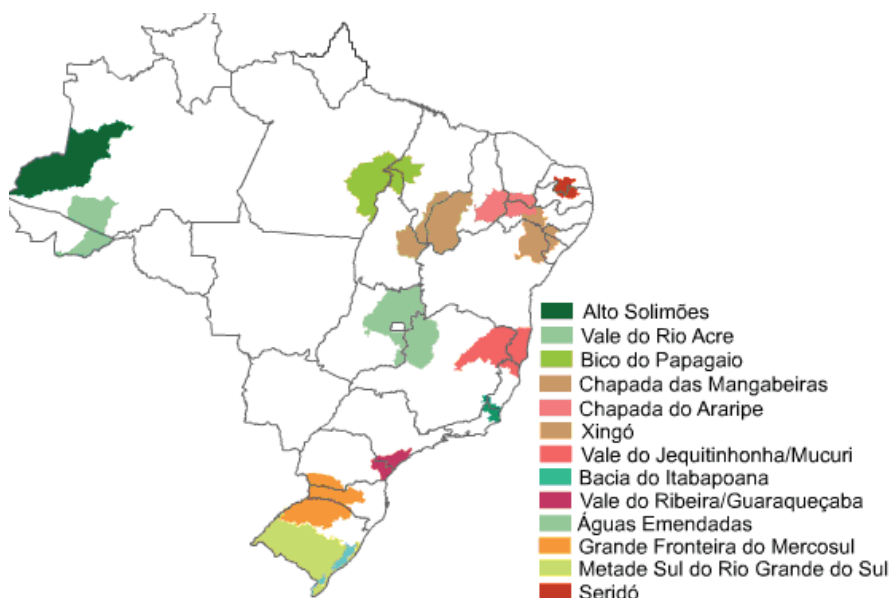 Alto Solimões
Vale do Rio Acre
Bico do Papagaio
Chapada das Mangabeiras
Chapada do Araripe
Xingó
Vale do Jequitinhonha/Mucuri
Bacia do Itabapoana
Vale do Ribeira/Guaraqueçaba
Águas Emendadas
Grande Fronteira do Mercosul
Metade Sul do Rio Grande do Sul
Seridó